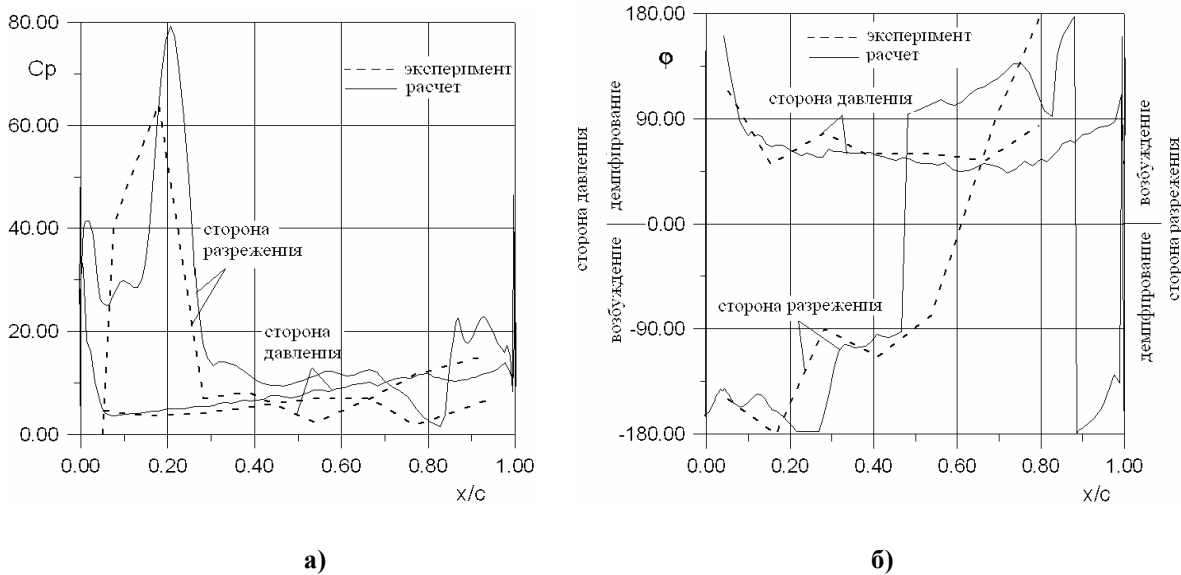 80.00
Cp
60.00
40.00
20.00
0.00
эксперимент
расчет
сторона
разрежения
сторона
давления
0.00 0.20 0.40 0.60 0.80 1.00
x/c
а)
180.00
φ
90.00
-0.00
-90.00
-180.00
эксперимент
расчет
сторона давления
сторона разрежения
сторона давления
демпфирование
возбуждение
возбуждение
демпфирование
сторона разрежения
0.00 0.20 0.40 0.60 0.80 1.00
x/c
б)